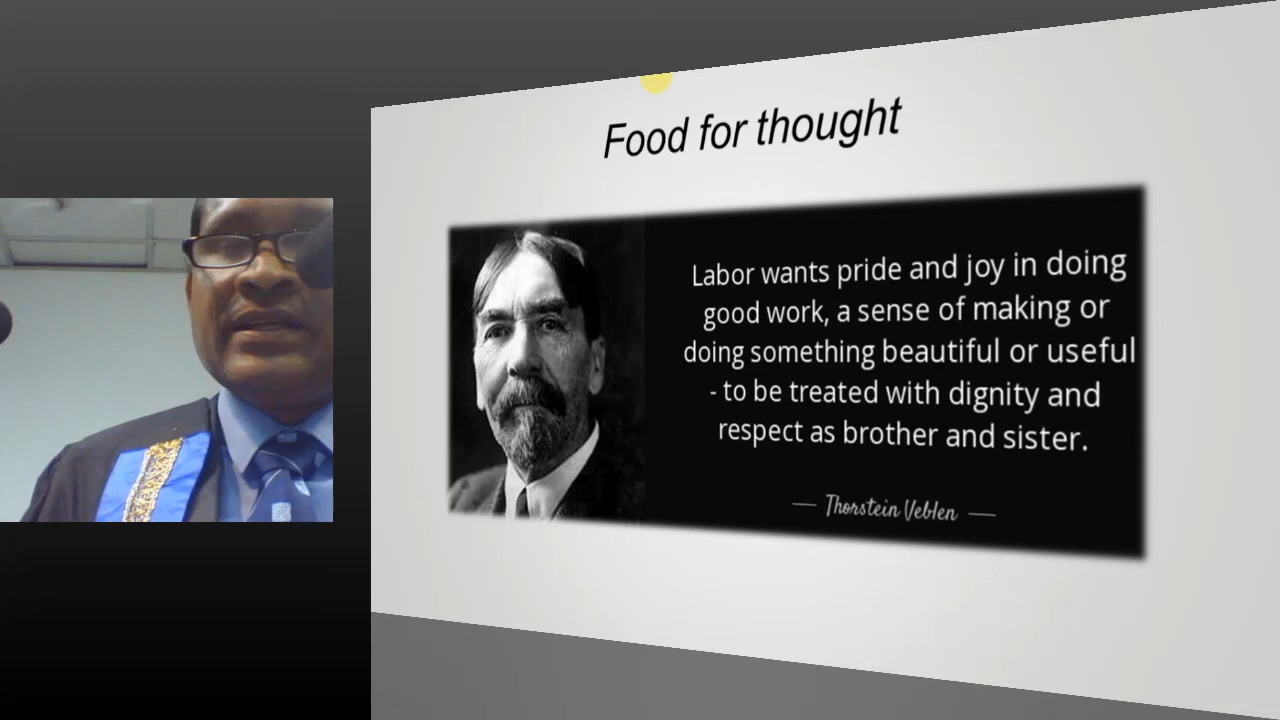 Food for thought
Labor wants pride and joy in doing
good work, a sense of making or
doing something beautiful or useful
- to be treated with dignity and
respect as brother and sister.
— Thorstein Veblen —